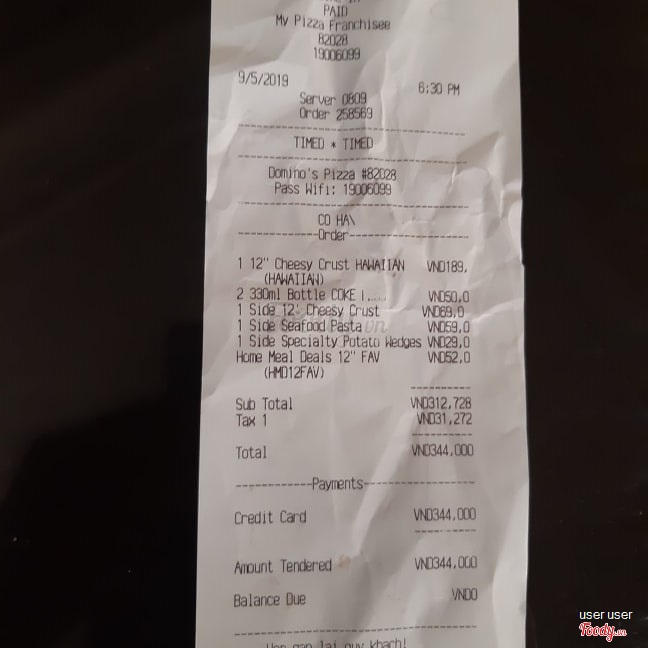 PAID
My Pizza Franchisee
82028
19006099
9/5/2019 6:30 PM
Server 0809
Order 258569
TIMED * TIMED
Domino's Pizza #82028
Pass Wifi: 19006099
CO HA\
--------------Order--------------
1 12" Cheesy Crust HAWAIIAN VND189,
(HAWAIIAN)
2 330ml Bottle COKE VND50,0
1 Side 12' Cheesy Crust VND69,0
1 Side Seafood Pasta VND59,0
1 Side Specialty Potato Wedges VND29,0
Home Meal Deals 12" FAV VND52,0
(HMD12FAV)
Sub Total VND312,728
Tax 1 VND31,272
Total VND344,000
-------------Payments-------------
Credit Card VND344,000
Amount Tendered VND344,000
Balance Due VND0
Hen gap lai quy khach!
user user
Foody.vn